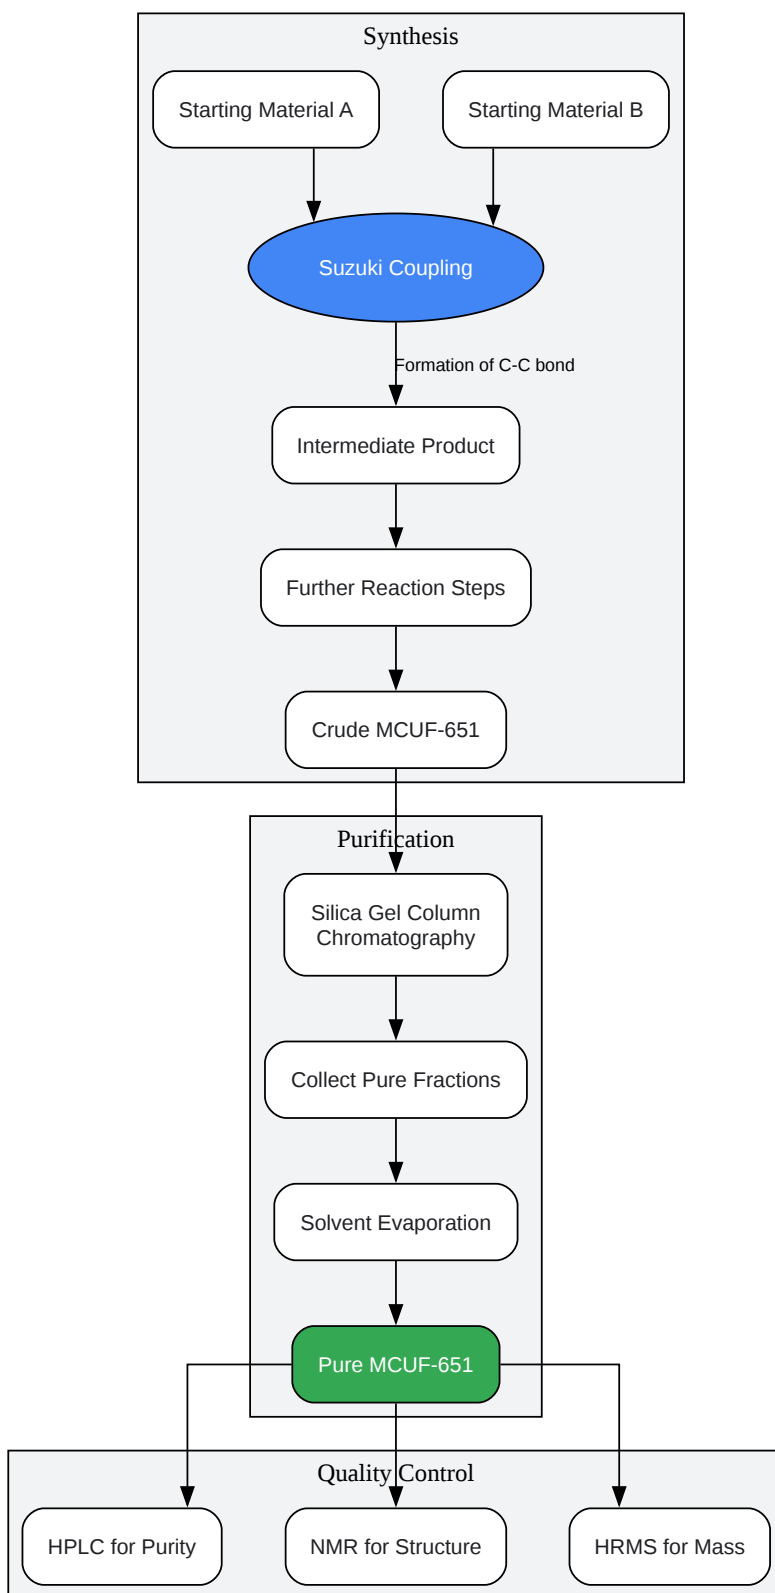 Synthesis
Starting Material A
Starting Material B
Suzuki Coupling
Formation of C-C bond
Intermediate Product
Further Reaction Steps
Crude MCUF-651
Purification
Silica Gel Column
Chromatography
Collect Pure Fractions
Solvent Evaporation
Pure MCUF-651
Quality Control
HPLC for Purity
NMR for Structure
HRMS for Mass